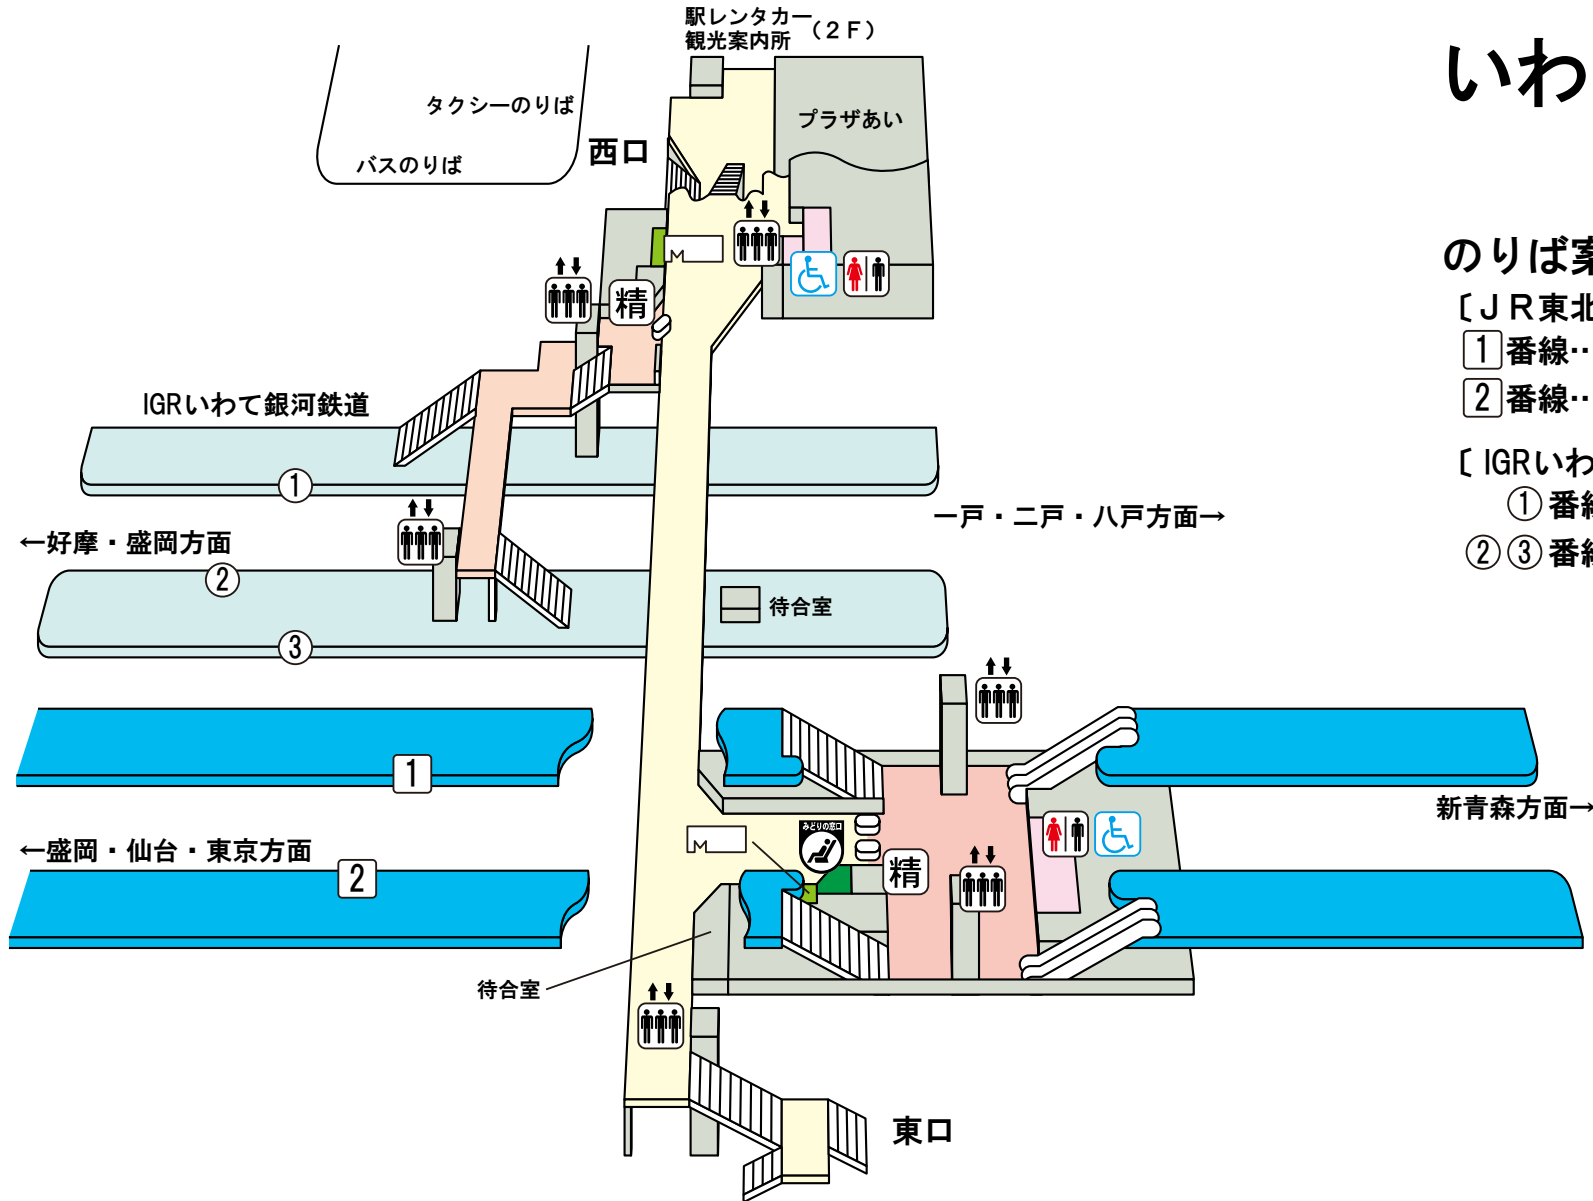 駅レンタカー
観光案内所
（２Ｆ）
いわ
タクシーのりば
バスのりば
西口
プラザあい
のりば案
〔ＪＲ東北
1番線‥
2番線‥
〔 IGRいわ
①番線
②③番線
精
IGRいわて銀河鉄道
①
一戸・二戸・八戸方面→
←好摩・盛岡方面
②
待合室
③
1
新青森方面→
みどりの窓口
←盛岡・仙台・東京方面
2
精
待合室
東口